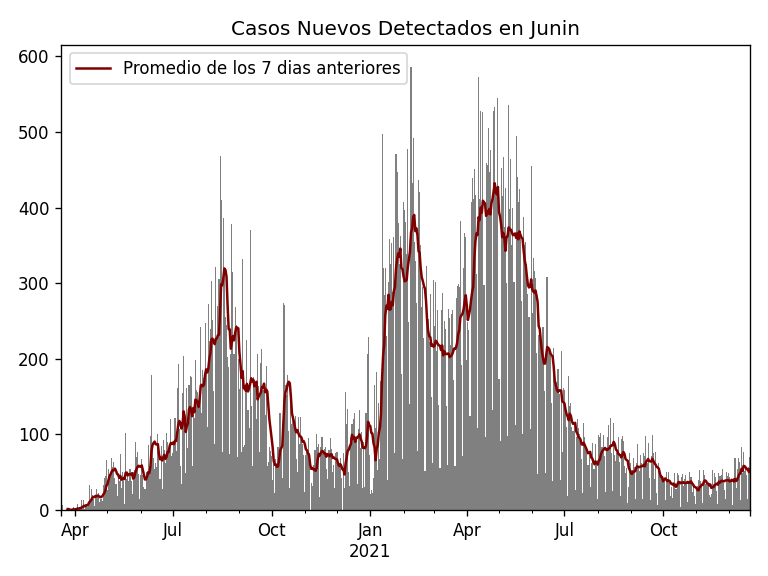 Casos Nuevos Detectados en Junin
Promedio de los 7 dias anteriores
600
500
400
300
200
100
0
Apr Jul Oct Jan Apr Jul Oct
2021